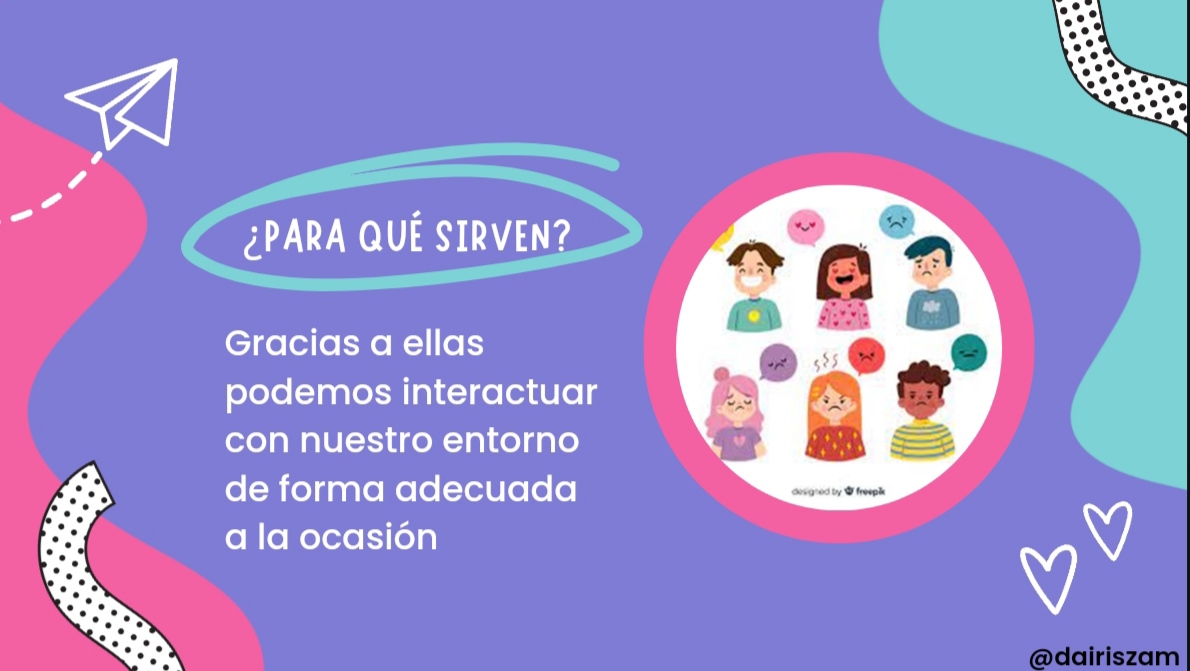 ¿PARA QUÉ SIRVEN?
Gracias a ellas
podemos interactuar
con nuestro entorno
de forma adecuada
a la ocasión
designed by freepik
@dairiszam